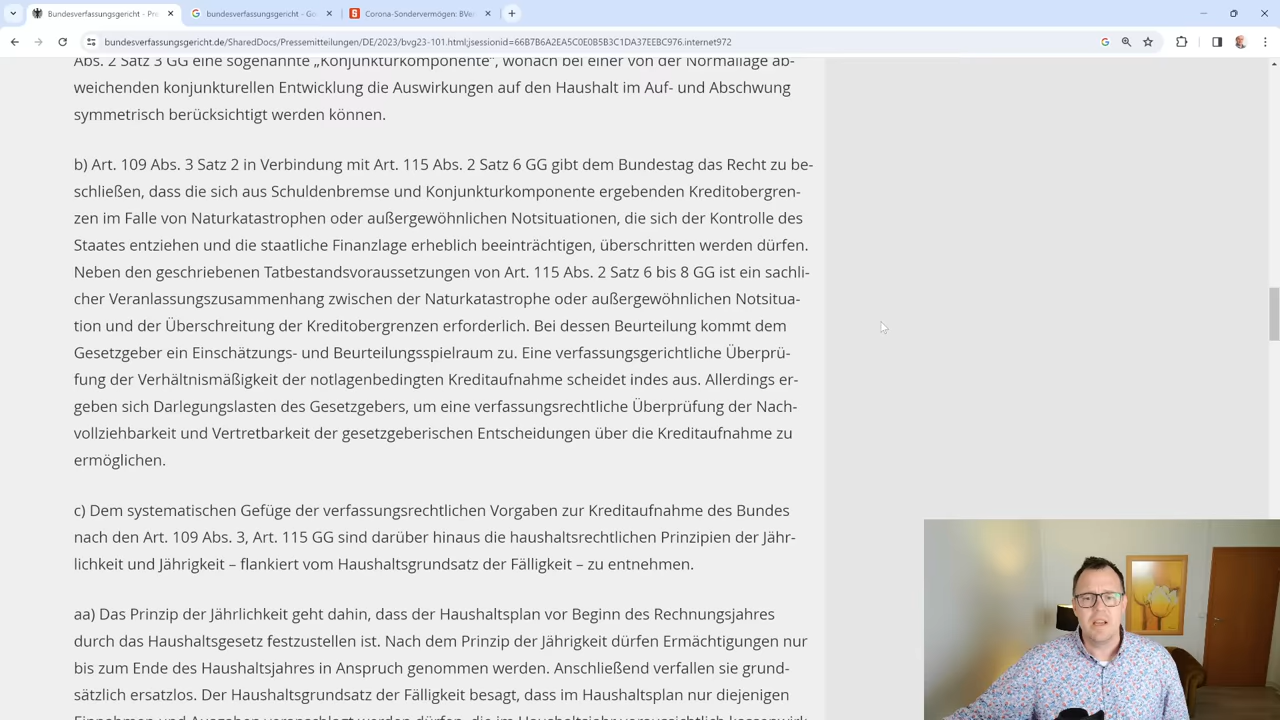 Bundesverfassungsgericht - Pre
bundesverfassungsgericht - Go
Corona-Sondervermögen: BVer
bundesverfassungsgericht.de/SharedDocs/Pressemitteilungen/DE/2023/bvg23-101.html;jsessionid=66B7B6A2EA5C0E0B5B3C1DA37EEBC976.internet972
Abs. 2 Satz 3 GG eine sogenannte „Konjunkturkomponente“, wonach bei einer von der Normallage ab-
weichenden konjunkturellen Entwicklung die Auswirkungen auf den Haushalt im Auf- und Abschwung
symmetrisch berücksichtigt werden können.
b) Art. 109 Abs. 3 Satz 2 in Verbindung mit Art. 115 Abs. 2 Satz 6 GG gibt dem Bundestag das Recht zu be-
schließen, dass die sich aus Schuldenbremse und Konjunkturkomponente ergebenden Kreditobergren-
zen im Falle von Naturkatastrophen oder außergewöhnlichen Notsituationen, die sich der Kontrolle des
Staates entziehen und die staatliche Finanzlage erheblich beeinträchtigen, überschritten werden dürfen.
Neben den geschriebenen Tatbestandsvoraussetzungen von Art. 115 Abs. 2 Satz 6 bis 8 GG ist ein sachli-
cher Veranlassungszusammenhang zwischen der Naturkatastrophe oder außergewöhnlichen Notsitua-
tion und der Überschreitung der Kreditobergrenzen erforderlich. Bei dessen Beurteilung kommt dem
Gesetzgeber ein Einschätzungs- und Beurteilungsspielraum zu. Eine verfassungsgerichtliche Überprü-
fung der Verhältnismäßigkeit der notlagenbedingten Kreditaufnahme scheidet indes aus. Allerdings er-
geben sich Darlegungslasten des Gesetzgebers, um eine verfassungsrechtliche Überprüfung der Nach-
vollziehbarkeit und Vertretbarkeit der gesetzgeberischen Entscheidungen über die Kreditaufnahme zu
ermöglichen.
c) Dem systematischen Gefüge der verfassungsrechtlichen Vorgaben zur Kreditaufnahme des Bundes
nach den Art. 109 Abs. 3, Art. 115 GG sind darüber hinaus die haushaltsrechtlichen Prinzipien der Jähr-
lichkeit und Jährigkeit – flankiert vom Haushaltsgrundsatz der Fälligkeit – zu entnehmen.
aa) Das Prinzip der Jährlichkeit geht dahin, dass der Haushaltsplan vor Beginn des Rechnungsjahres
durch das Haushaltsgesetz festzustellen ist. Nach dem Prinzip der Jährigkeit dürfen Ermächtigungen nur
bis zum Ende des Haushaltsjahres in Anspruch genommen werden. Anschließend verfallen sie grund-
sätzlich ersatzlos. Der Haushaltsgrundsatz der Fälligkeit besagt, dass im Haushaltsplan nur diejenigen
Einnahmen und Ausgaben veranschlagt werden dürfen, die im Haushaltsjahr voraussichtlich kassenwirk-